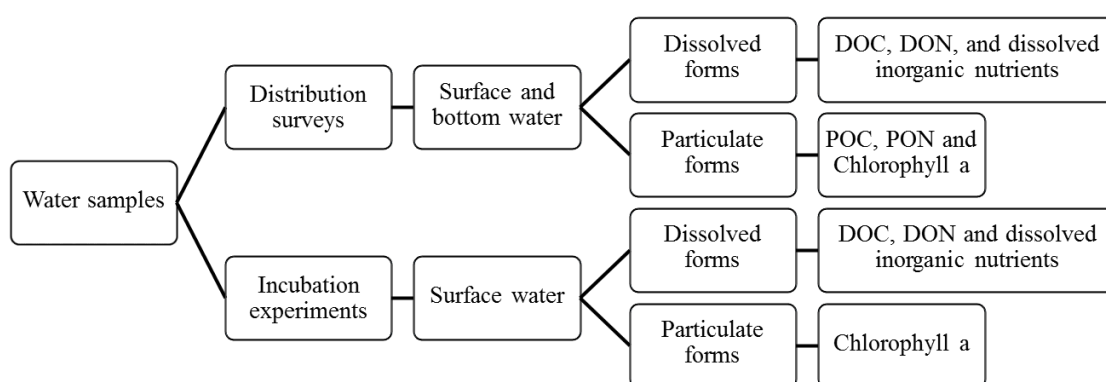 Water samples
Distribution
surveys
Surface and
bottom water
Dissolved
forms
DOC, DON, and dissolved
inorganic nutrients
Particulate
forms
POC, PON and
Chlorophyll a
Incubation
experiments
Surface water
Dissolved
forms
DOC, DON and dissolved
inorganic nutrients
Particulate
forms
Chlorophyll a